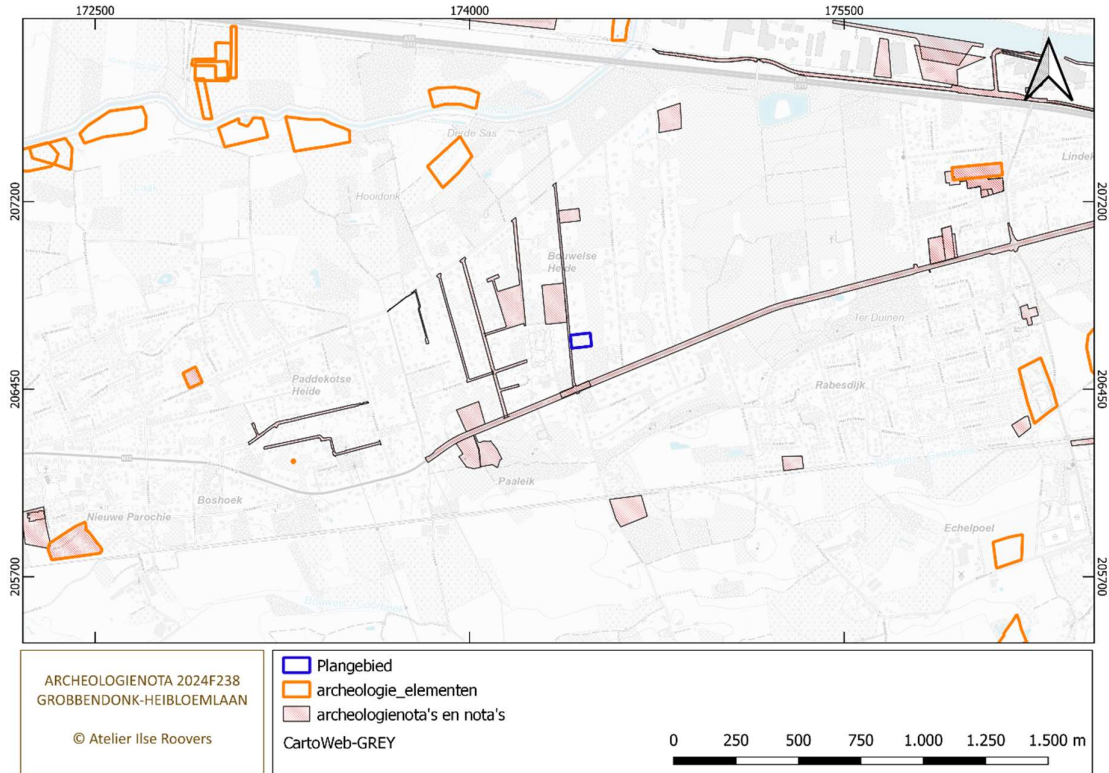 172500
174000
175500
Derde Sas
Hooidonk
Lindek
207200
207200
Bouwelse
Heide
Ter Duinen
Paddekotse
Heide
Rabesdijk
206450
206450
Paaleik
Boshoek
Nieuwe Parochie
Echelpoel
205700
205700
ARCHEOLOGIENOTA 2024F238
GROBBENDONK-HEIBLOEMLAAN
© Atelier Ilse Roovers
Plangebied
archeologie_elementen
archeologienota's en nota's
CartoWeb-GREY
0 250 500 750 1.000 1.250 1.500 m